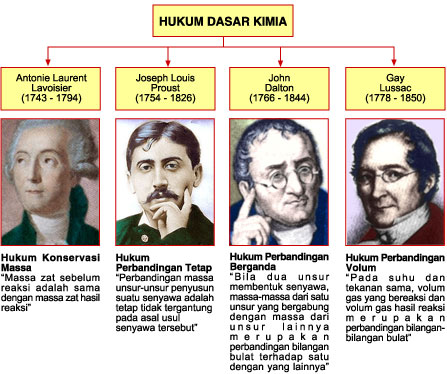 HUKUM DASAR KIMIA
Antonie Laurent
Lavoisier
(1743 - 1794)
Joseph Louis
Proust
(1754 - 1826)
John
Dalton
(1766 - 1844)
Gay
Lussac
(1778 - 1850)
Hukum Konservasi
Massa
"Massa zat sebelum
reaksi adalah sama
dengan massa zat hasil
reaksi"
Hukum
Perbandingan Tetap
"Perbandingan massa
unsur-unsur penyusun
suatu senyawa adalah
tetap tidak tergantung
pada asal usul
senyawa tersebut"
Hukum Perbandingan
Berganda
"Bila dua unsur
membentuk senyawa,
massa-massa dari satu
unsur yang bergabung
dengan massa dari
unsur lainnya
merupakan
perbandingan bilangan
bulat terhadap satu
dengan yang lainnya"
Hukum Perbandingan
Volum
"Pada suhu dan
tekanan sama, volum
gas yang bereaksi dan
volum gas hasil reaksi
merupakan
perbandingan bilangan-
bilangan bulat"